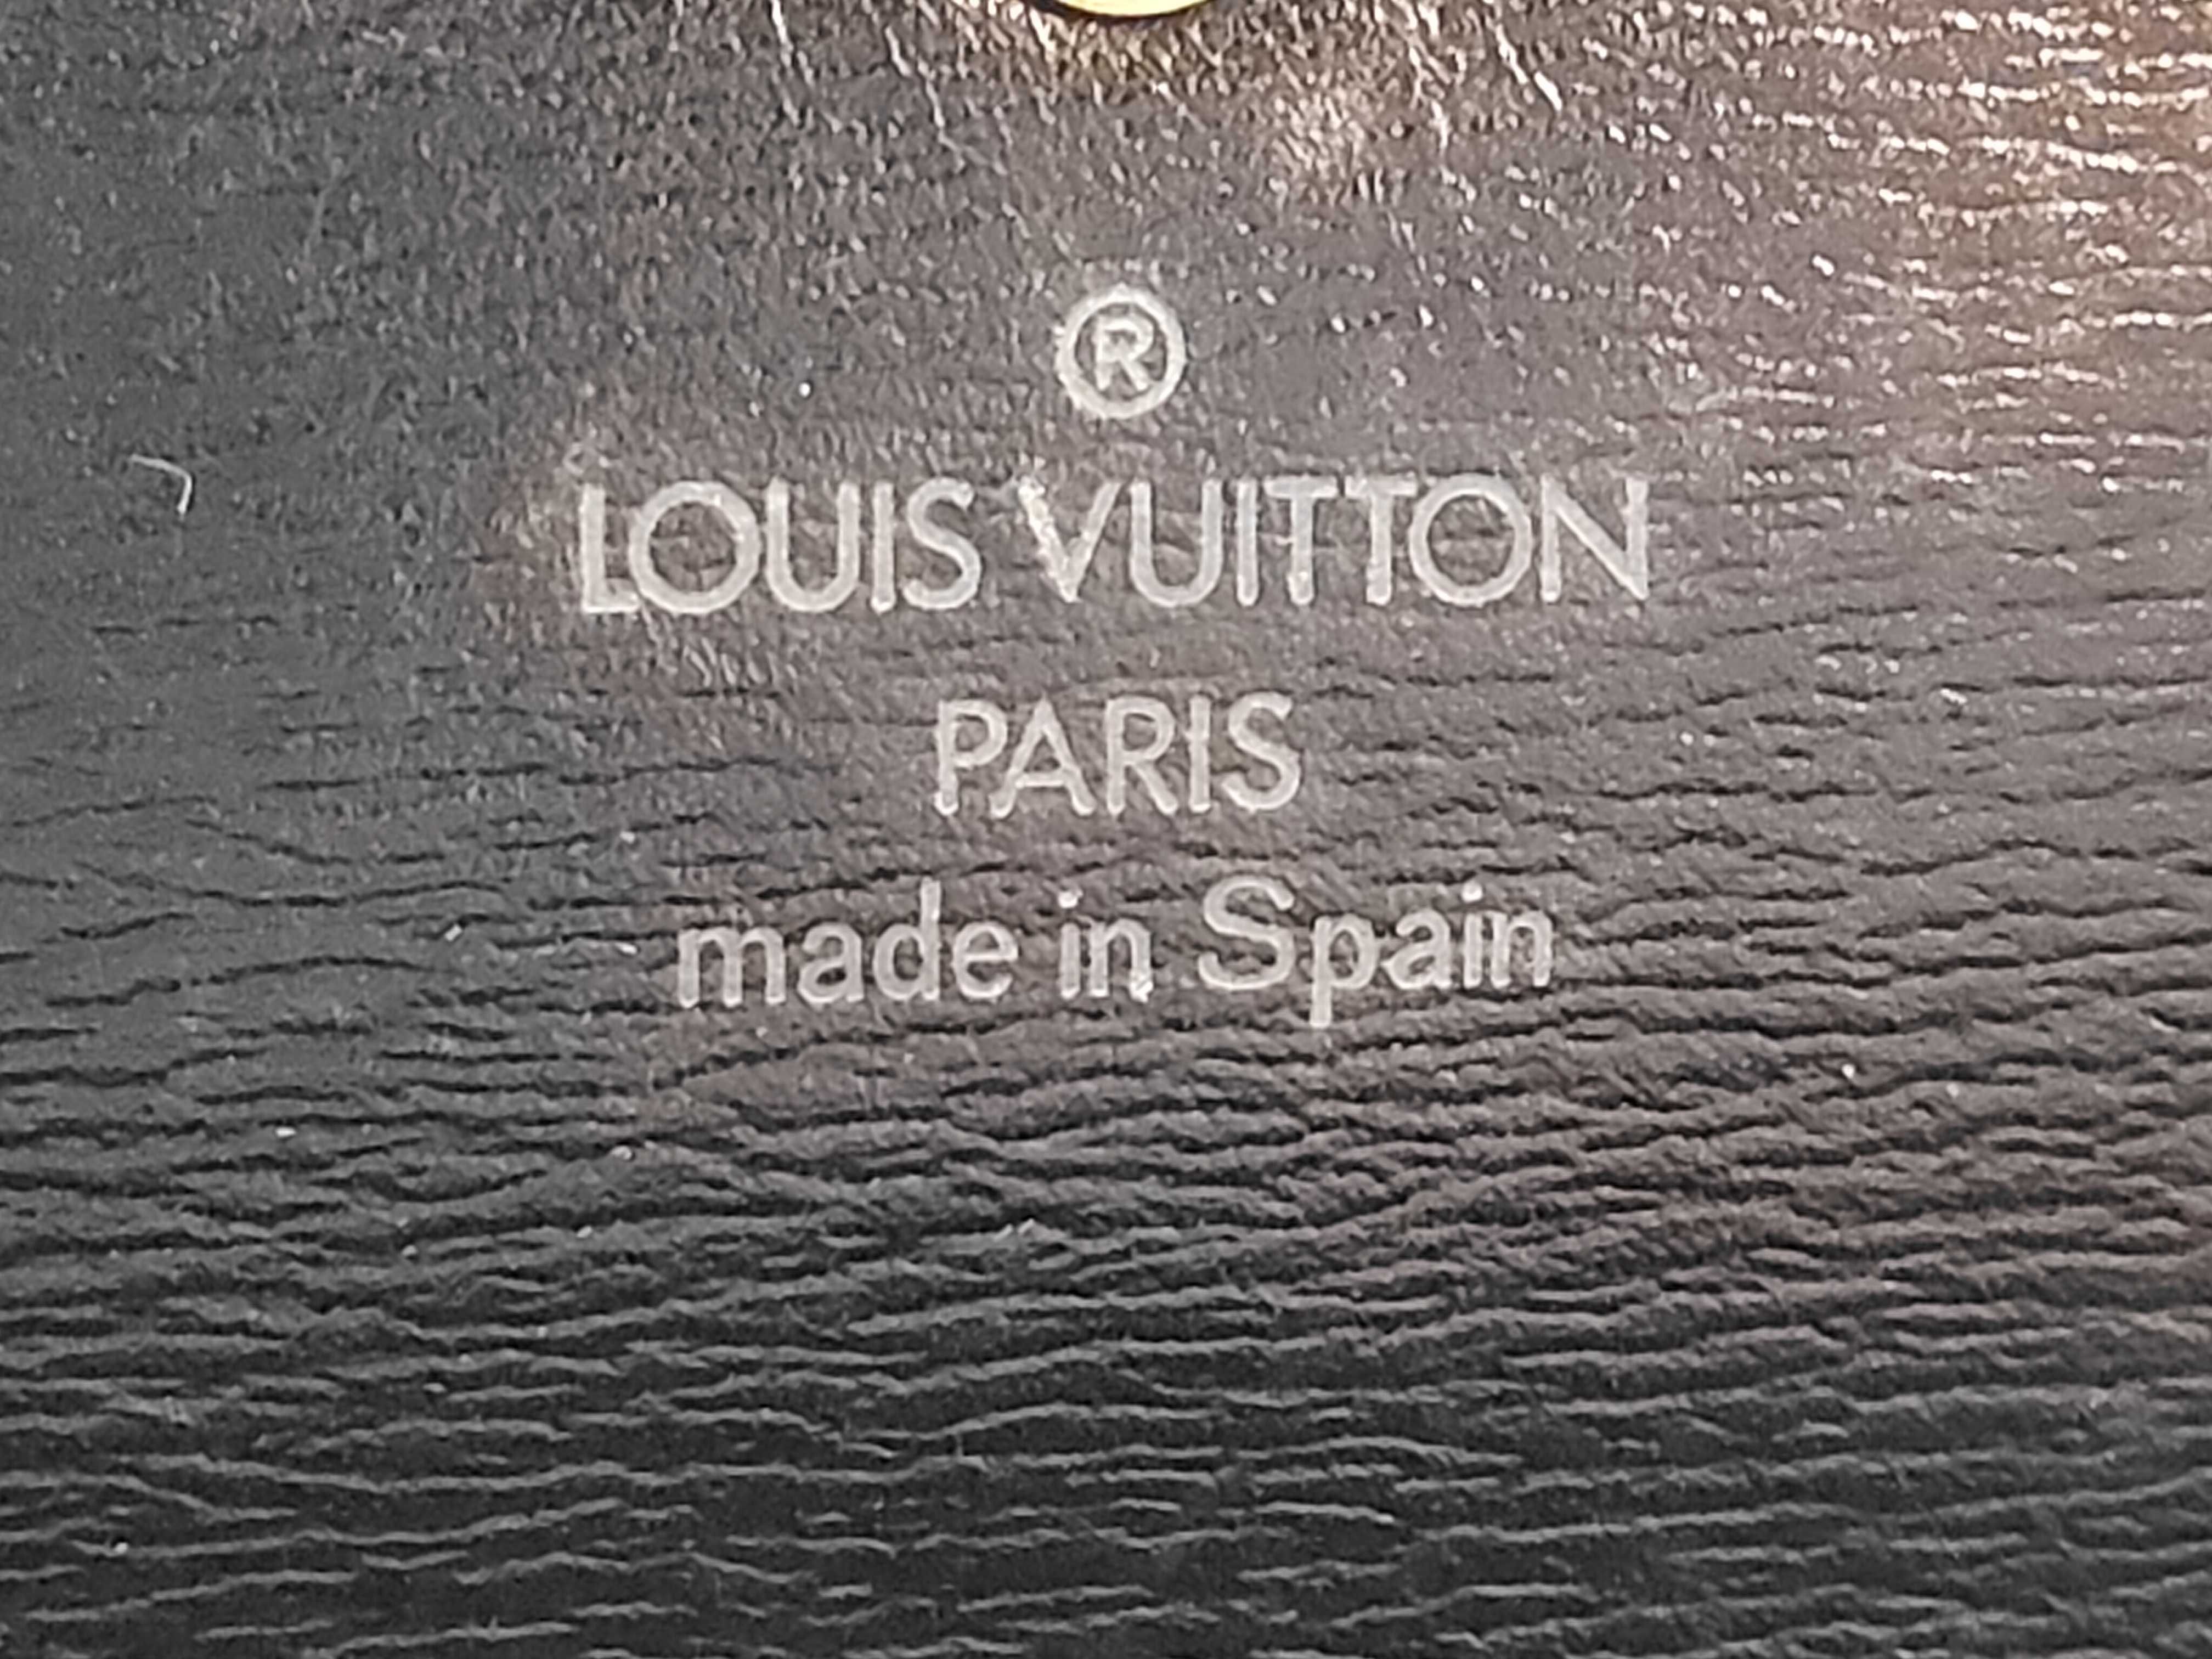 ®
LOUIS VUITTON
PARIS
made in Spain